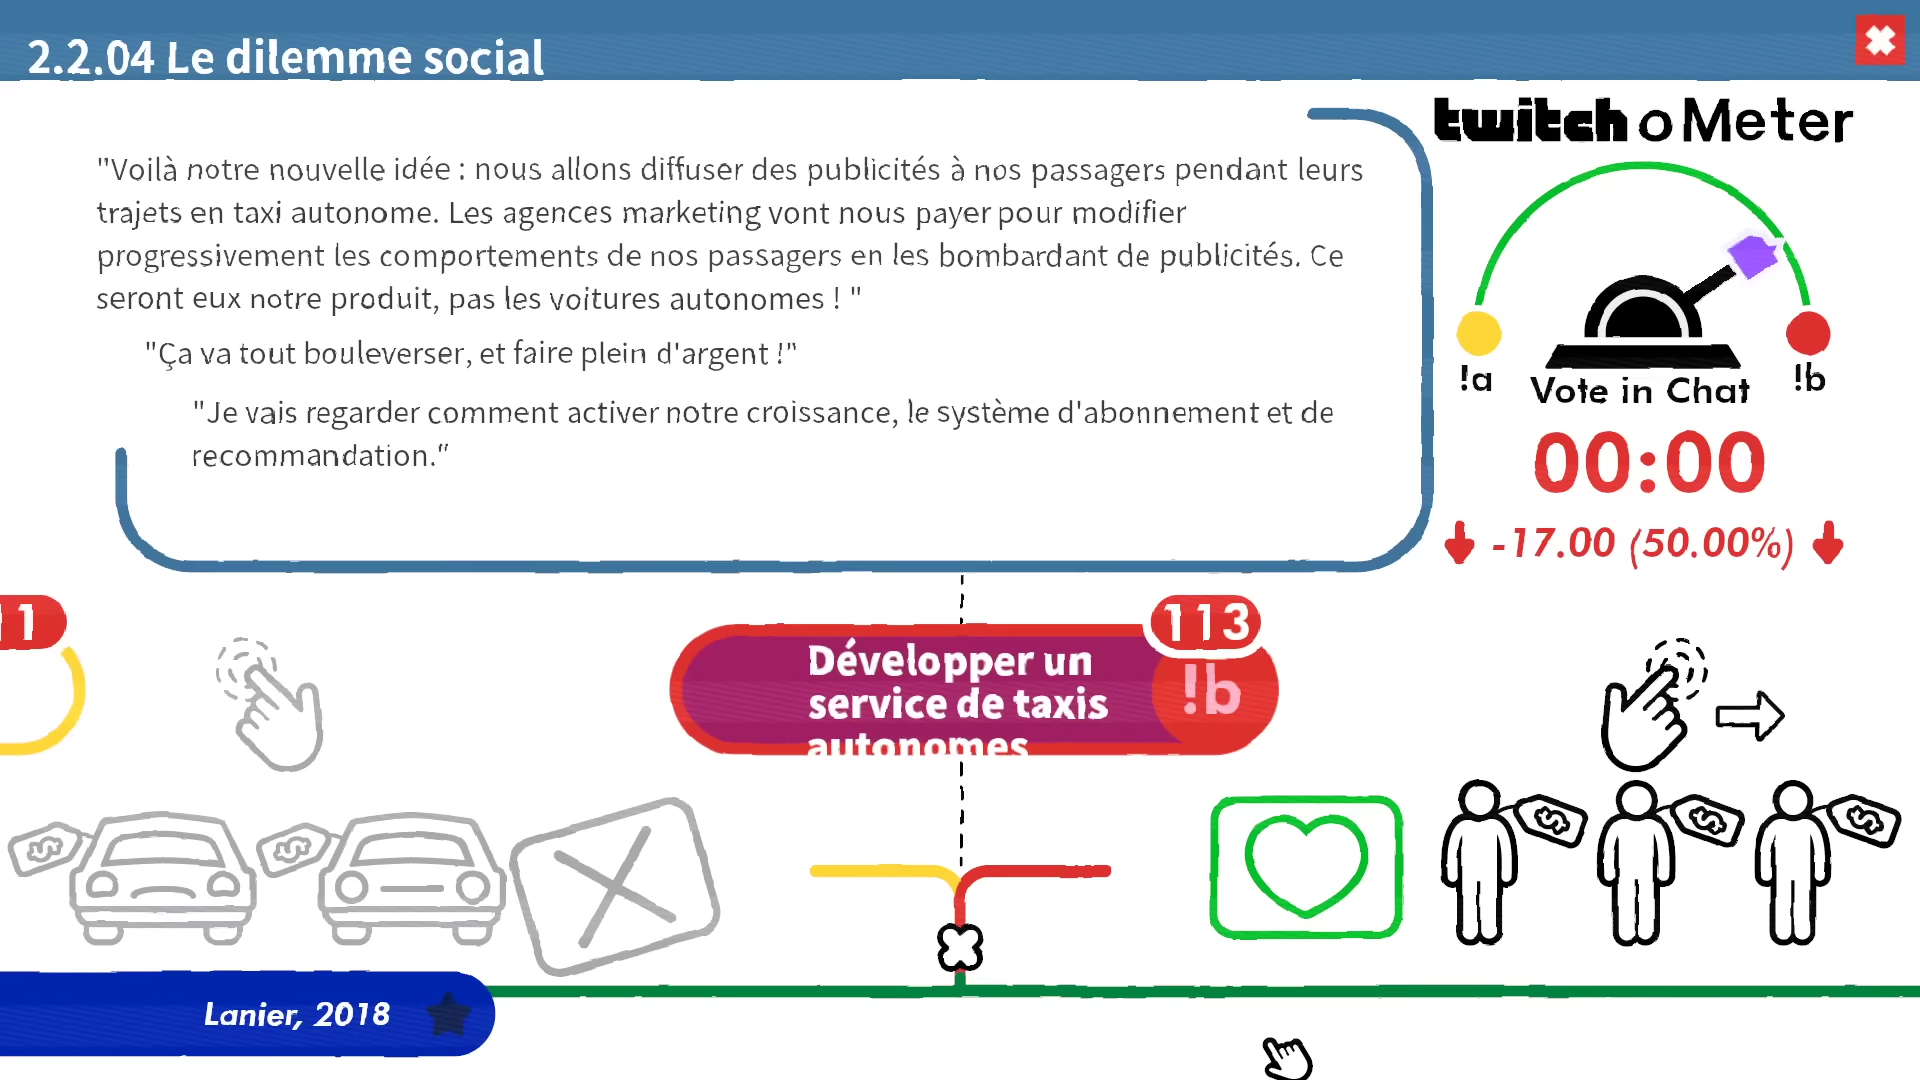 2.2.04 Le dilemme social
twitch o Meter
"Voilà notre nouvelle idée : nous allons diffuser des publicités à nos passagers pendant leurs
trajets en taxi autonome. Les agences marketing vont nous payer pour modifier
progressivement les comportements de nos passagers en les bombardant de publicités. Ce
seront eux notre produit, pas les voitures autonomes ! "
"Ça va tout bouleverser, et faire plein d'argent !"
"Je vais regarder comment activer notre croissance, le système d'abonnement et de
recommandation."
!a
Vote in Chat
!b
00:00
-17.00 (50.00%)
113
Développer un
service de taxis
autonomes
!b
$
$
$
$
$
Lanier, 2018